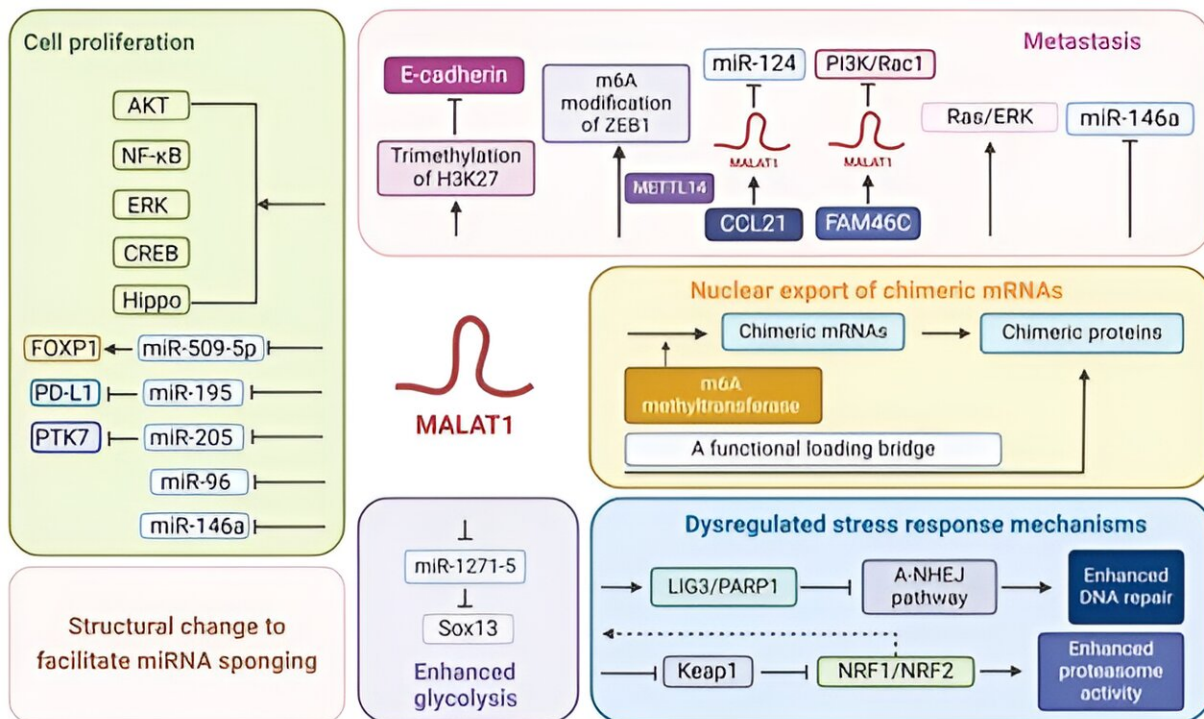 Cell proliferation
AKT
NF-κB
ERK
CREB
Hippo
FOXP1
miR-509-5p
PD-L1
miR-195
PTK7
miR-205
miR-96
miR-146a
Structural change to
facilitate miRNA sponging
Metastasis
E-cadherin
Trimethylation
of H3K27
m6A
modification
of ZEB1
METTL14
miR-124
MALAT1
CCL21
PI3K/Rac1
MALAT1
FAM46C
Ras/ERK
miR-146a
MALAT1
Nuclear export of chimeric mRNAs
Chimeric mRNAs
Chimeric proteins
m6A
methyltransferase
A functional loading bridge
miR-1271-5
Sox13
Enhanced
glycolysis
Dysregulated stress response mechanisms
LIG3/PARP1
A-NHEJ
pathway
Enhanced
DNA repair
Keap1
NRF1/NRF2
Enhanced
proteanome
activity